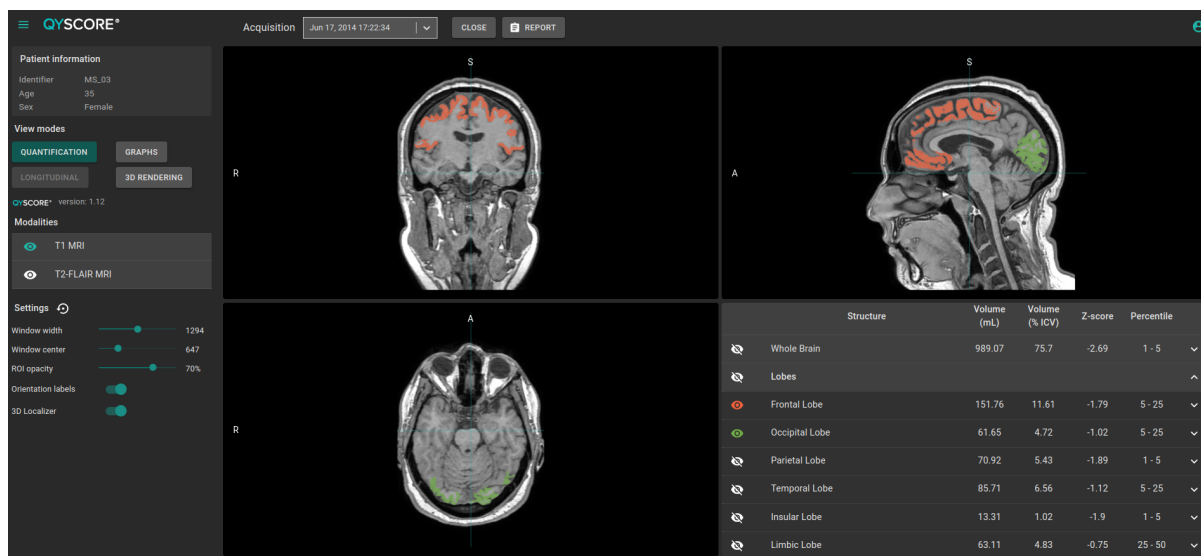 QYSCORE®
Acquisition Jun 17, 2014 17:22:34 CLOSE REPORT
Patient information
Identifier MS_03
Age 35
Sex Female
View modes
QUANTIFICATION GRAPHS
LONGITUDINAL 3D RENDERING
QYSCORE® version: 1.12
Modalities
T1 MRI
T2-FLAIR MRI
Settings
Window width 1294
Window center 647
ROI opacity 70%
Orientation labels
3D Localizer
S
R
S
A
A
R
Structure Volume (mL) Volume (% ICV) Z-score Percentile
Whole Brain 989.07 75.7 -2.69 1 - 5
Lobes
Frontal Lobe 151.76 11.61 -1.79 5 - 25
Occipital Lobe 61.65 4.72 -1.02 5 - 25
Parietal Lobe 70.92 5.43 -1.89 1 - 5
Temporal Lobe 85.71 6.56 -1.12 5 - 25
Insular Lobe 13.31 1.02 -1.9 1 - 5
Limbic Lobe 63.11 4.83 -0.75 25 - 50